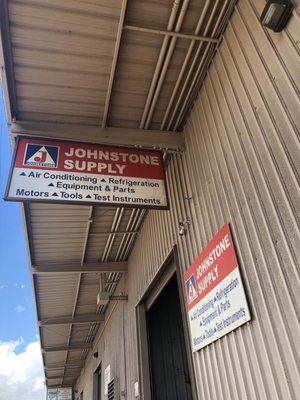 JOHNSTONE
JOHNSTONE
SUPPLY
Air Conditioning Refrigeration
Equipment & Parts
Motors Tools Test Instruments
JOHNSTONE
SUPPLY
Air Conditioning Refrigeration
Equipment & Parts
Motors Tools Test Instruments